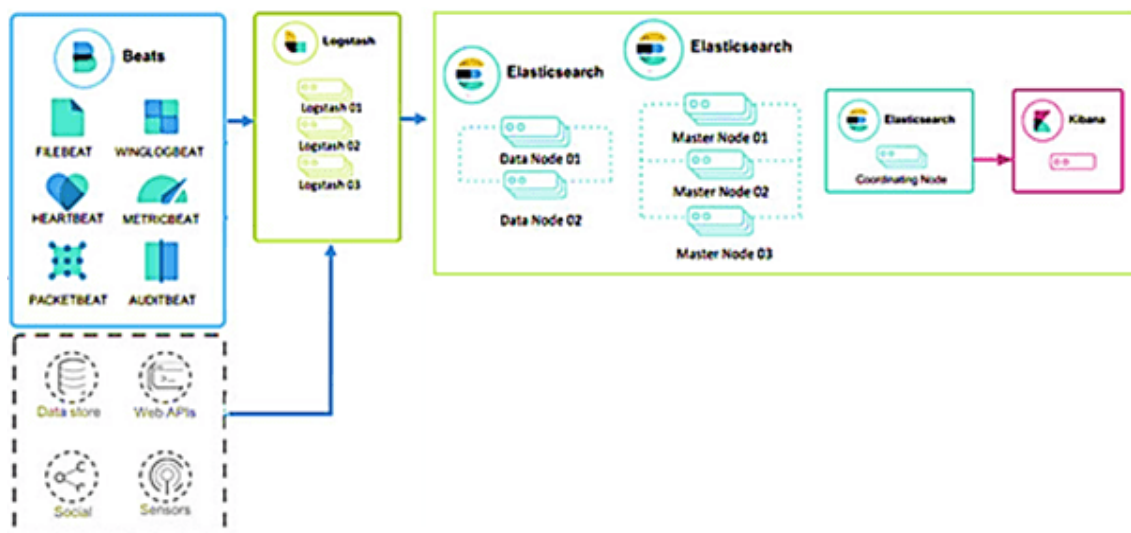 Beats
FILEBEAT
WINGLOGBEAT
HEARTBEAT
METRICBEAT
PACKETBEAT
AUDITBEAT
Data store
Web APIs
Social
Sensors
Logstash
Logstash 01
Logstash 02
Logstash 03
Elasticsearch
Data Node 01
Data Node 02
Elasticsearch
Master Node 01
Master Node 02
Master Node 03
Elasticsearch
Coordinating Node
Kibana